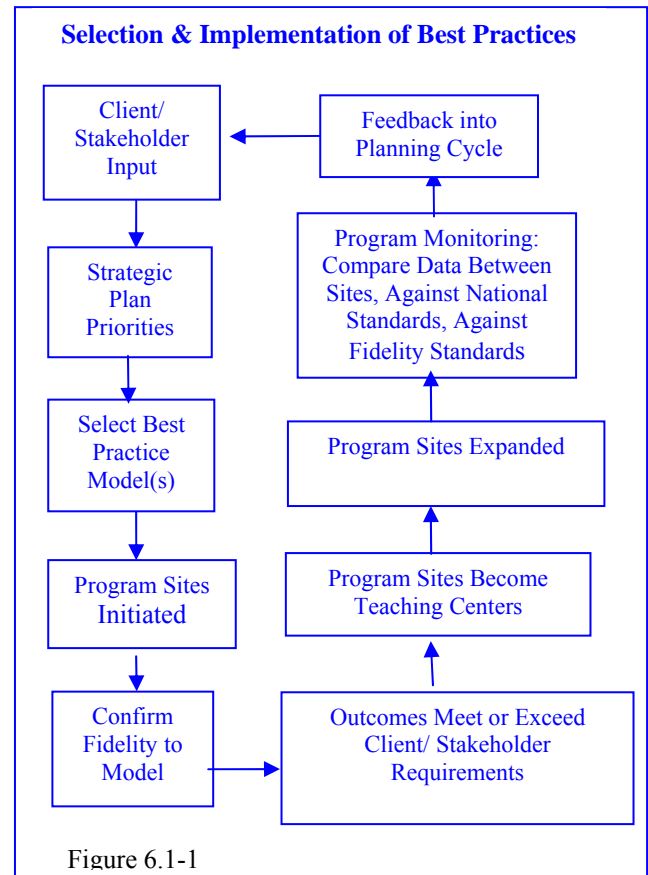 Selection & Implementation of Best Practices
Client/
Stakeholder
Input
Strategic
Plan
Priorities
Select Best
Practice
Model(s)
Program Sites
Initiated
Confirm
Fidelity to
Model
Outcomes Meet or Exceed
Client/ Stakeholder
Requirements
Program Sites Become
Teaching Centers
Program Sites Expanded
Program Monitoring:
Compare Data Between
Sites, Against National
Standards, Against
Fidelity Standards
Feedback into
Planning Cycle
Figure 6.1-1